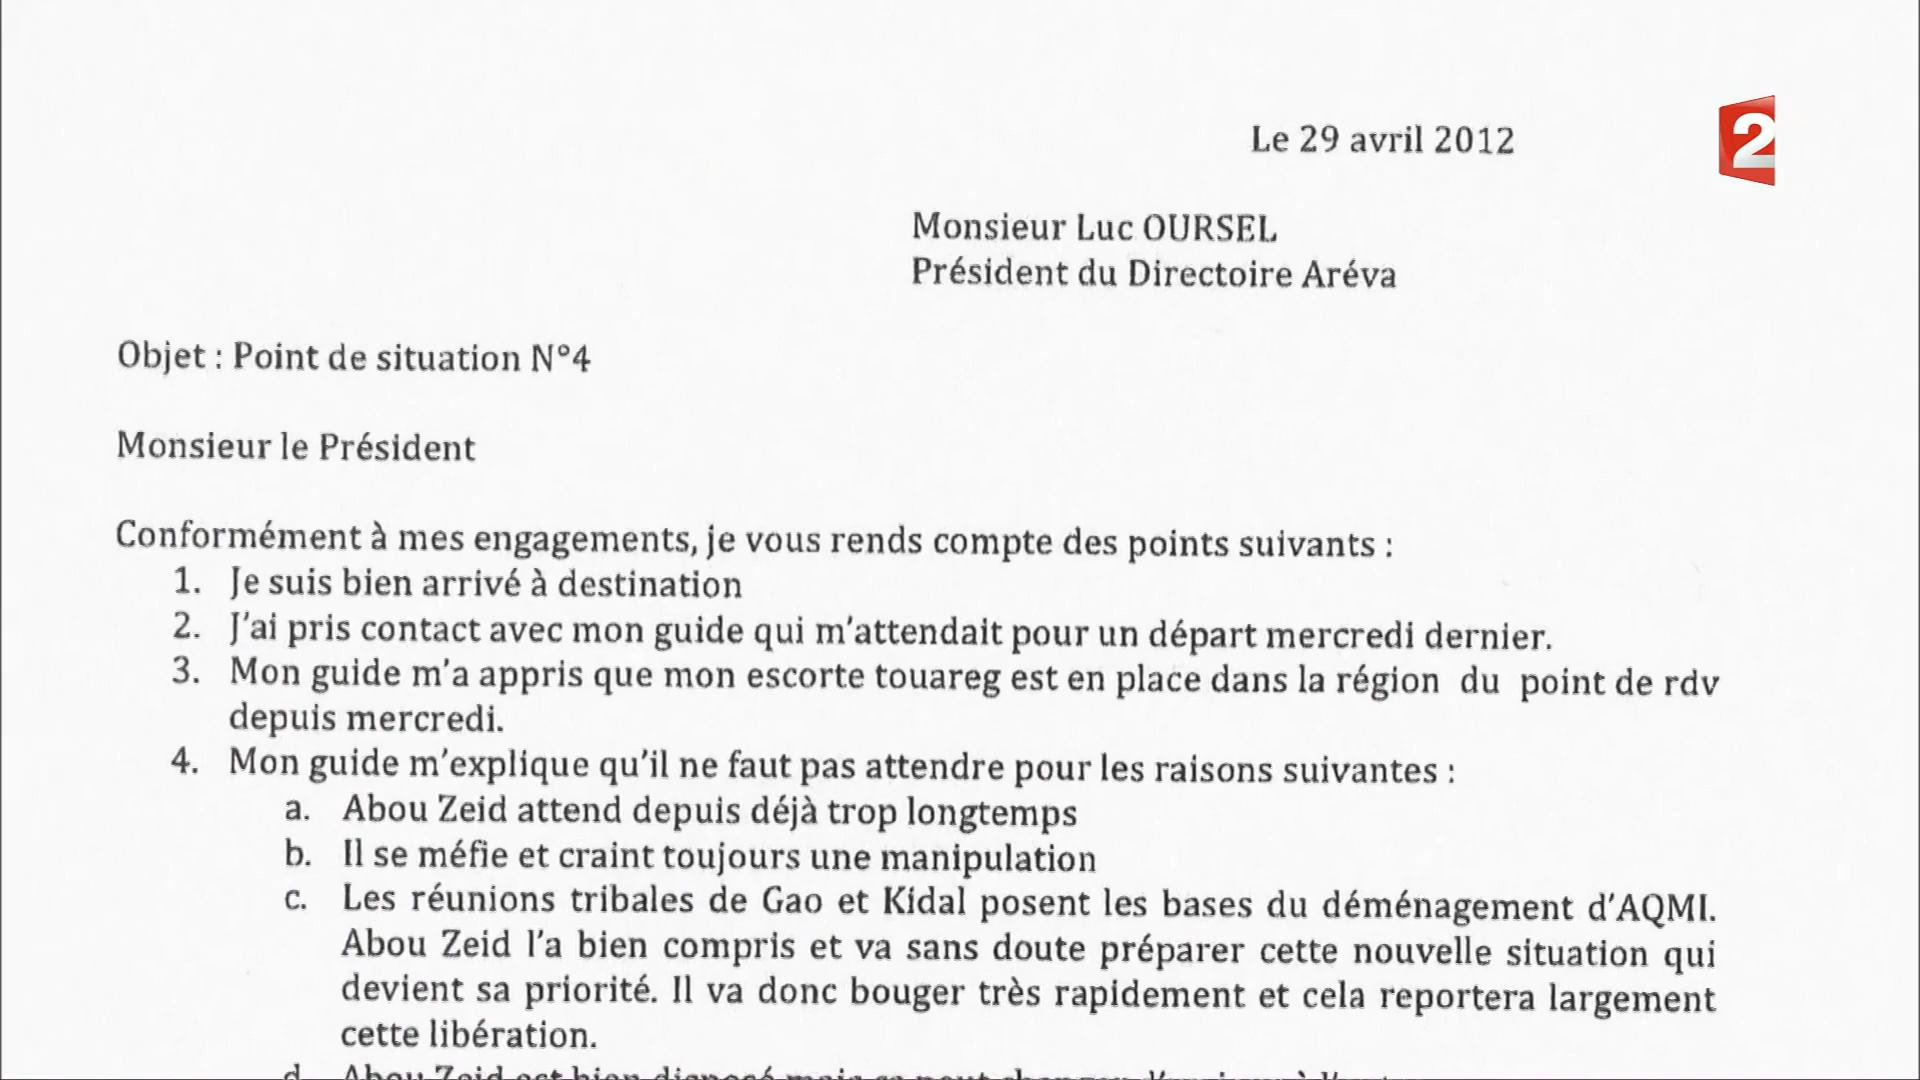 Le 29 avril 2012
2
Monsieur Luc OURSEL
Président du Directoire Aréva
Objet : Point de situation N°4
Monsieur le Président
Conformément à mes engagements, je vous rends compte des points suivants :
1. Je suis bien arrivé à destination
2. J'ai pris contact avec mon guide qui m'attendait pour un départ mercredi dernier.
3. Mon guide m'a appris que mon escorte touareg est en place dans la région du point de rdv
depuis mercredi.
4. Mon guide m'explique qu'il ne faut pas attendre pour les raisons suivantes :
a. Abou Zeid attend depuis déjà trop longtemps
b. Il se méfie et craint toujours une manipulation
c. Les réunions tribales de Gao et Kidal posent les bases du déménagement d'AQMI.
Abou Zeid l'a bien compris et va sans doute préparer cette nouvelle situation qui
devient sa priorité. Il va donc bouger très rapidement et cela reportera largement
cette libération.
d. Abou Zeid est bien disposé mais